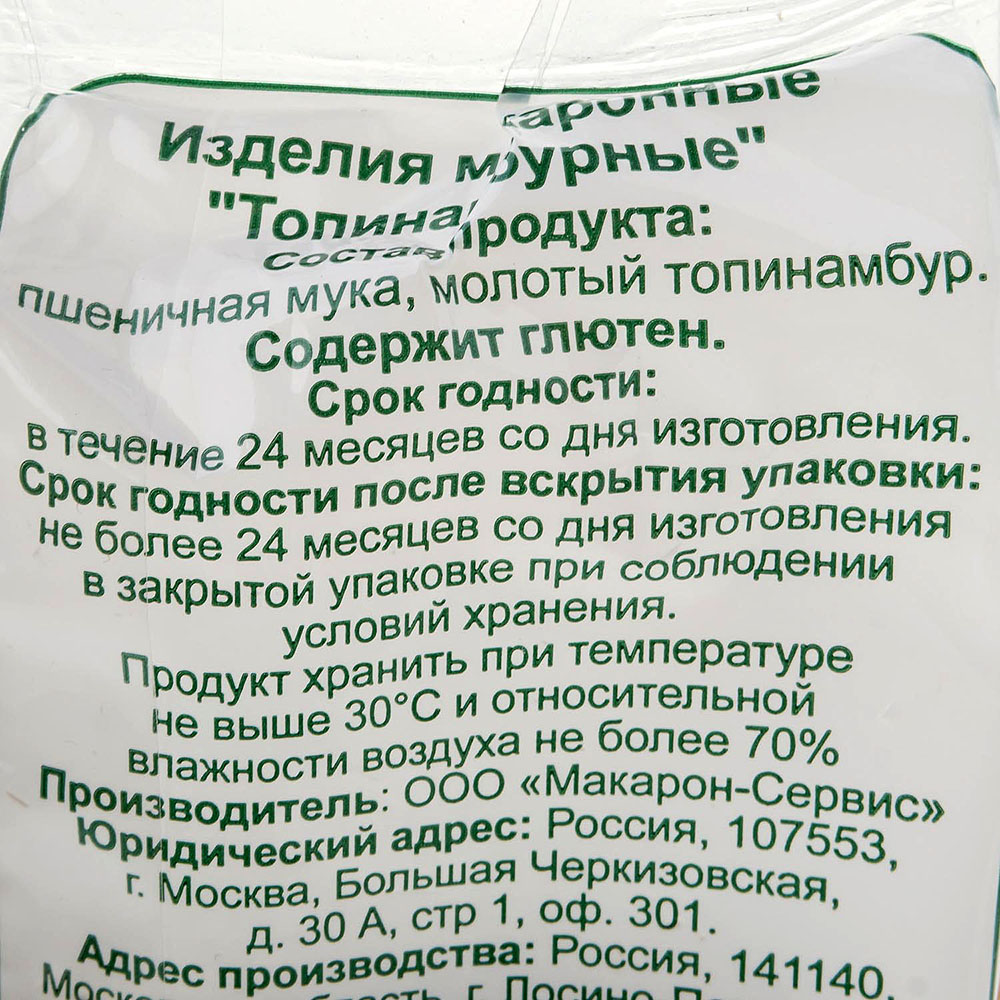 Изделия макаронные
"Топинамбурные"
Состав продукта:
пшеничная мука, молотый топинамбур.
Содержит глютен.
Срок годности:
в течение 24 месяцев со дня изготовления.
Срок годности после вскрытия упаковки:
не более 24 месяцев со дня изготовления
в закрытой упаковке при соблюдении
условий хранения.
Продукт хранить при температуре
не выше 30°С и относительной
влажности воздуха не более 70%
Производитель: ООО «Макарон-Сервис»
Юридический адрес: Россия, 107553,
г. Москва, Большая Черкизовская,
д. 30 А, стр 1, оф. 301.
Адрес производства: Россия, 141140,
г. Лосино